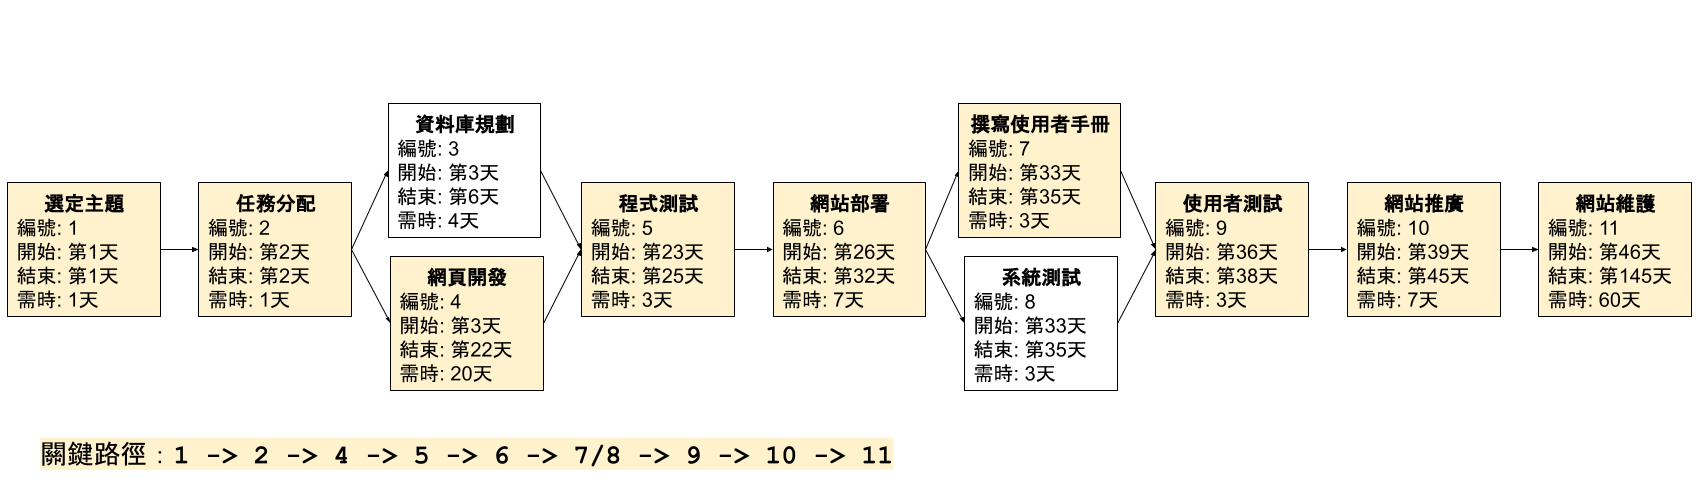 選定主題
編號: 1
開始: 第1天
結束: 第1天
需時: 1天
任務分配
編號: 2
開始: 第2天
結束: 第2天
需時: 1天
資料庫規劃
編號: 3
開始: 第3天
結束: 第6天
需時: 4天
網頁開發
編號: 4
開始: 第3天
結束: 第22天
需時: 20天
程式測試
編號: 5
開始: 第23天
結束: 第25天
需時: 3天
網站部署
編號: 6
開始: 第26天
結束: 第32天
需時: 7天
撰寫使用者手冊
編號: 7
開始: 第33天
結束: 第35天
需時: 3天
系統測試
編號: 8
開始: 第33天
結束: 第35天
需時: 3天
使用者測試
編號: 9
開始: 第36天
結束: 第38天
需時: 3天
網站推廣
編號: 10
開始: 第39天
結束: 第45天
需時: 7天
網站維護
編號: 11
開始: 第46天
結束: 第145天
需時: 60天
關鍵路徑：1 -> 2 -> 4 -> 5 -> 6 -> 7/8 -> 9 -> 10 -> 11